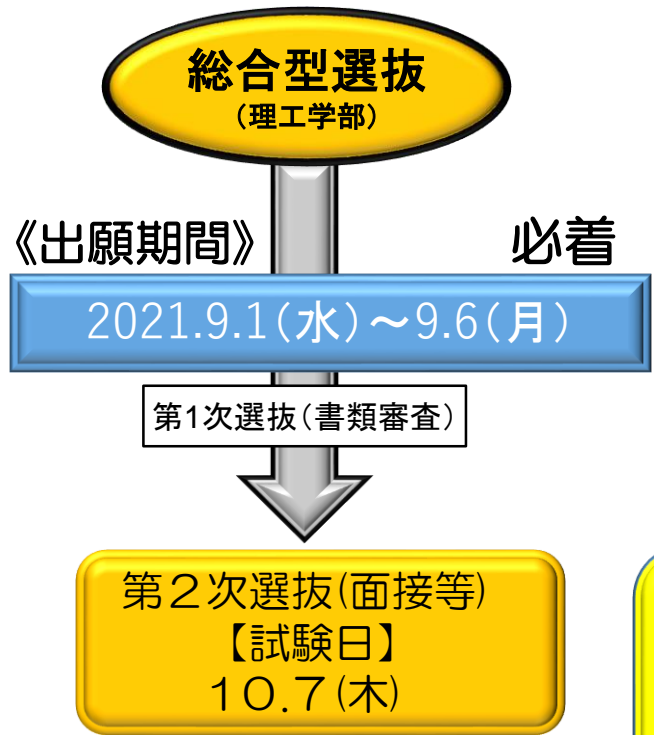 総合型選抜
（理工学部）
《出願期間》 必着
2021.9.1(水)～9.6(月)
第1次選抜（書類審査）
第２次選抜(面接等)
【試験日】
１０.７(木)